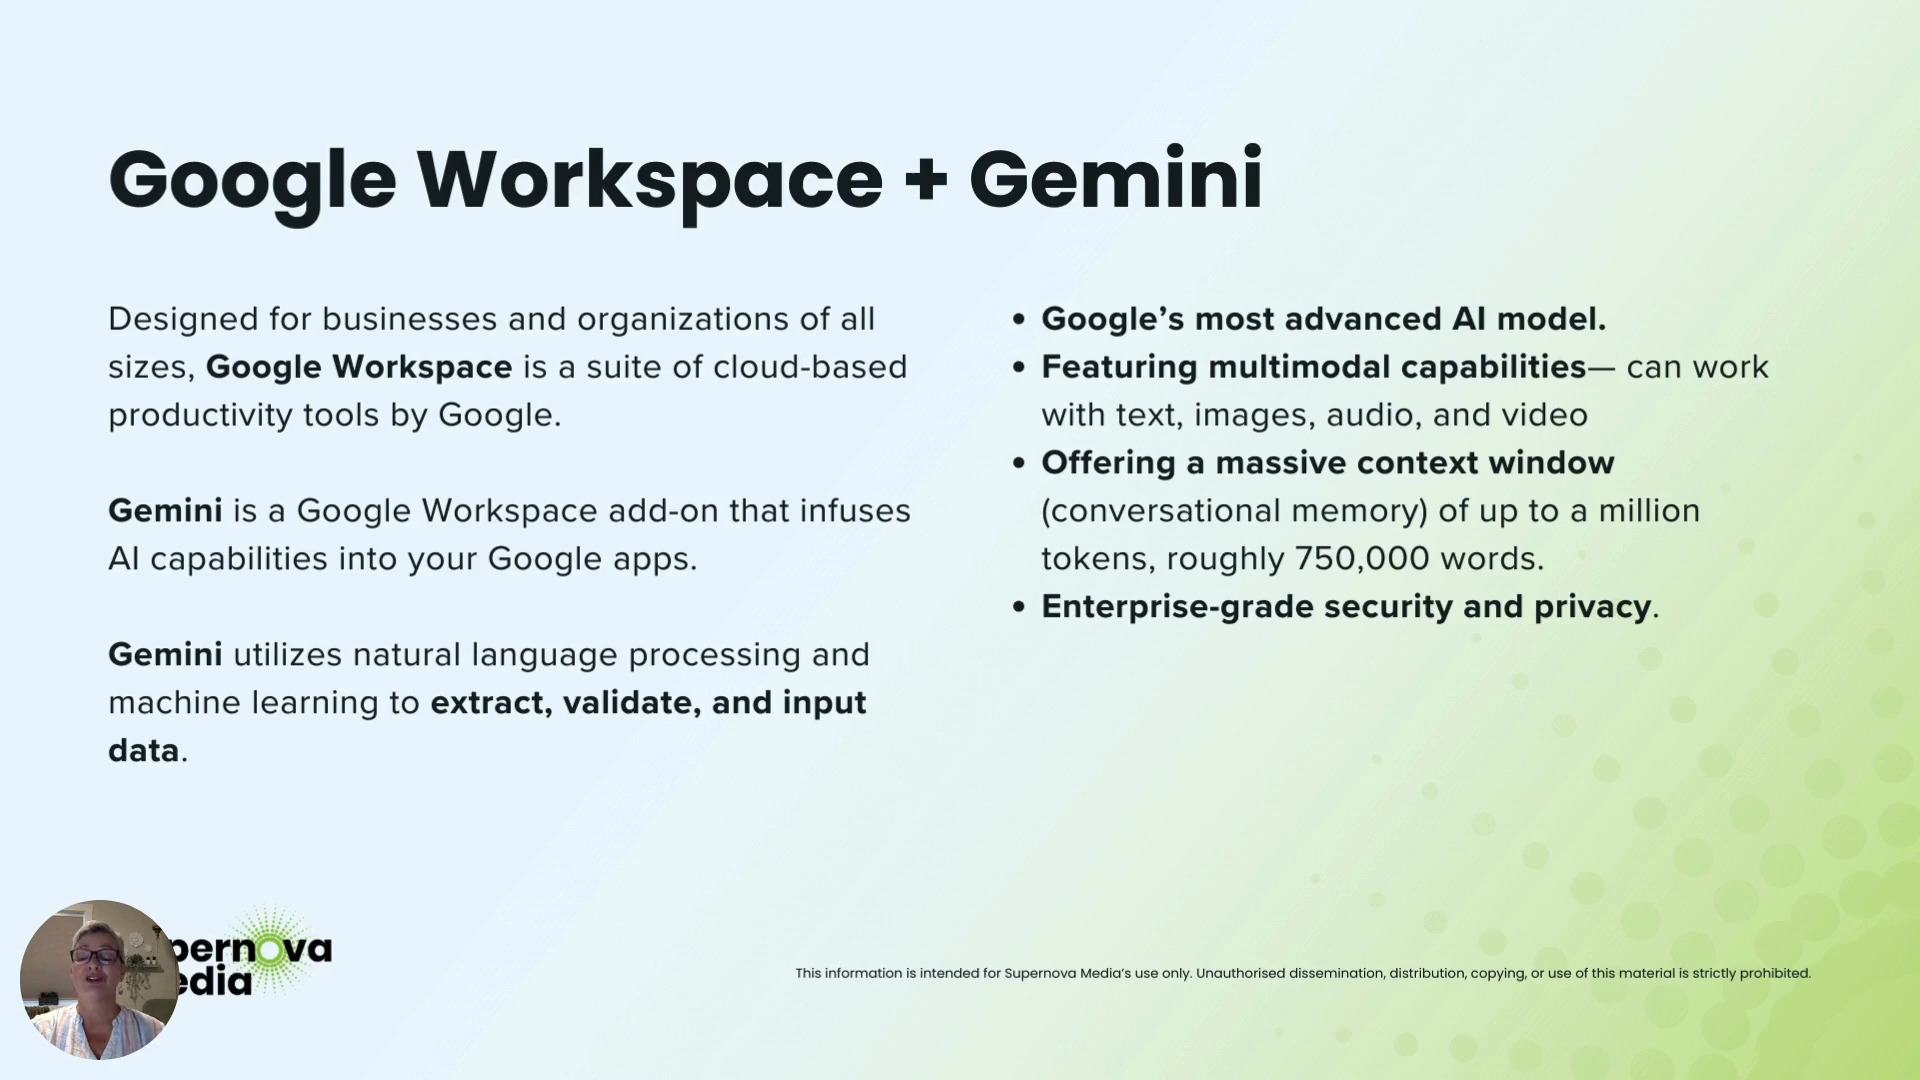 Google Workspace + Gemini
Designed for businesses and organizations of all
sizes, Google Workspace is a suite of cloud-based
productivity tools by Google.
Gemini is a Google Workspace add-on that infuses
AI capabilities into your Google apps.
Gemini utilizes natural language processing and
machine learning to extract, validate, and input
data.
• Google’s most advanced AI model.
• Featuring multimodal capabilities— can work
with text, images, audio, and video
• Offering a massive context window
(conversational memory) of up to a million
tokens, roughly 750,000 words.
• Enterprise-grade security and privacy.
pernova
edia
This information is intended for Supernova Media’s use only. Unauthorised dissemination, distribution, copying, or use of this material is strictly prohibited.